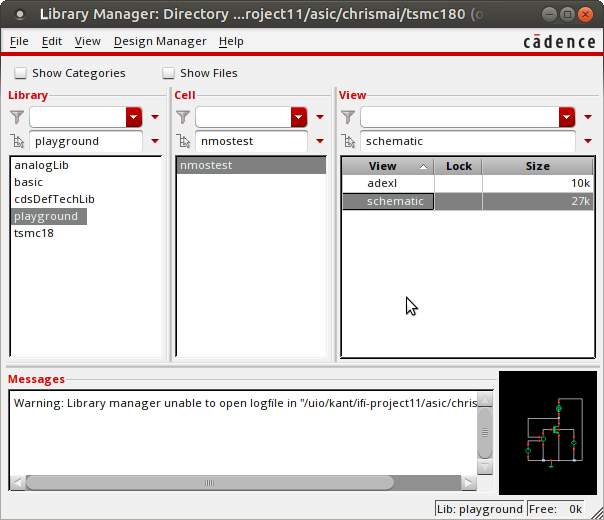 Library Manager: Directory ...roject11/asic/chrismai/tsmc180 (o
File Edit View Design Manager Help
cādence
Show Categories Show Files
Library Cell View
playground nmostest schematic
analogLib
basic
cdsDefTechLib
playground
tsmc18
nmostest
View Lock Size
adexl 10k
schematic 27k
Messages
Warning: Library manager unable to open logfile in "/uio/kant/ifi-project11/asic/chris
Lib: playground Free: 0k